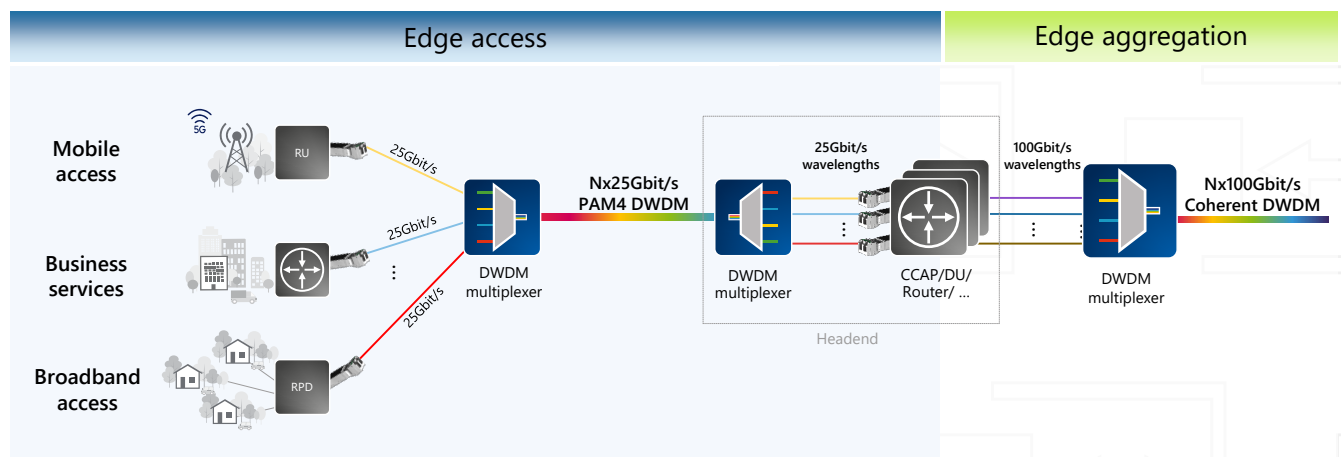 Edge access
Edge aggregation
Mobile
access
5G
RU
25Gbit/s
Business
services
25Gbit/s
Broadband
access
RPD
25Gbit/s
DWDM
multiplexer
Nx25Gbit/s
PAM4 DWDM
DWDM
multiplexer
25Gbit/s
wavelengths
CCAP/DU/
Router/ ...
Headend
100Gbit/s
wavelengths
DWDM
multiplexer
Nx100Gbit/s
Coherent DWDM